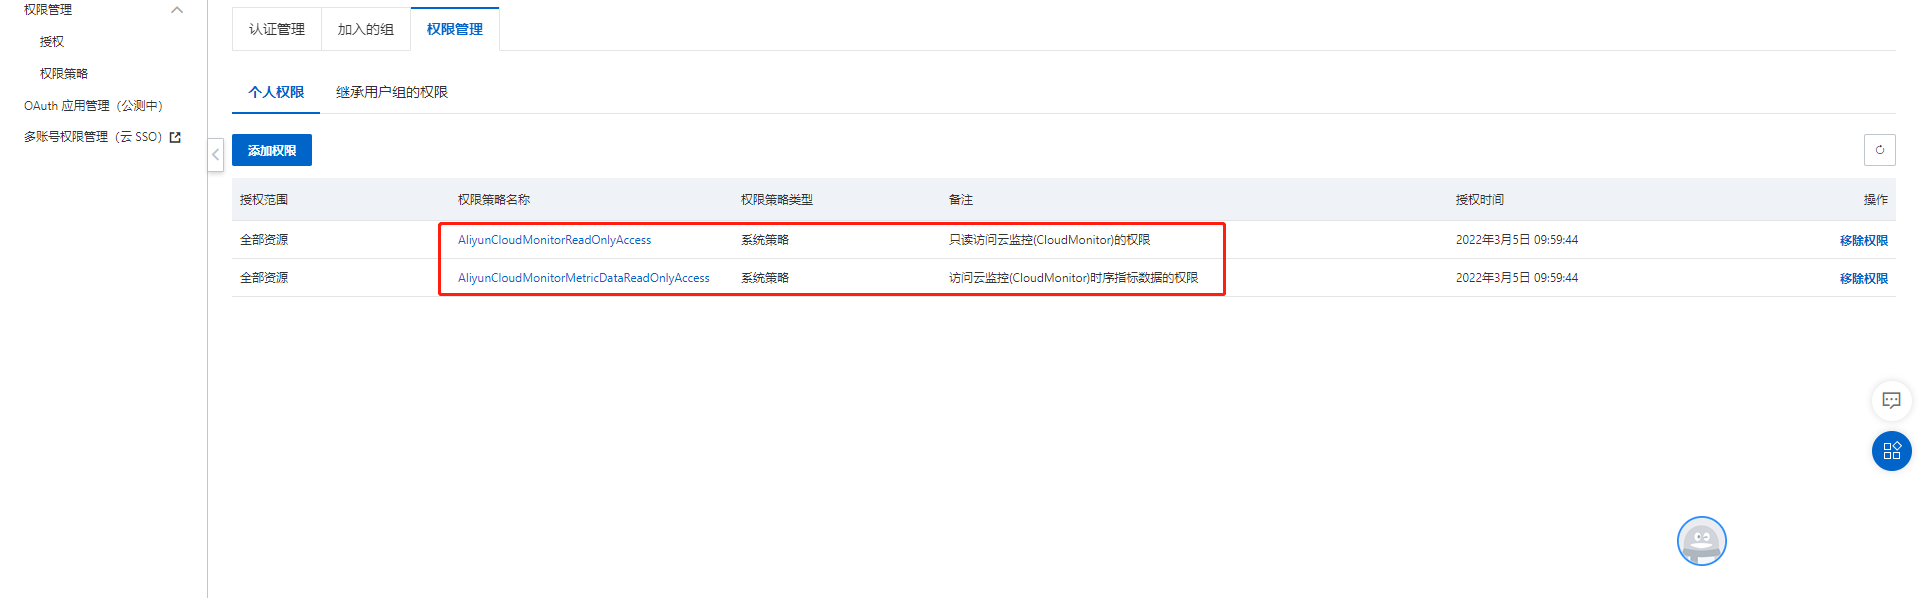 权限管理
授权
权限策略
OAuth 应用管理（公测中）
多账号权限管理（云 SSO）
认证管理 加入的组 权限管理
个人权限 继承用户组的权限
添加权限
授权范围 权限策略名称 权限策略类型 备注 授权时间 操作
全部资源 AliyunCloudMonitorReadOnlyAccess 系统策略 只读访问云监控(CloudMonitor)的权限 2022年3月5日 09:59:44 移除权限
全部资源 AliyunCloudMonitorMetricDataReadOnlyAccess 系统策略 访问云监控(CloudMonitor)时序指标数据的权限 2022年3月5日 09:59:44 移除权限